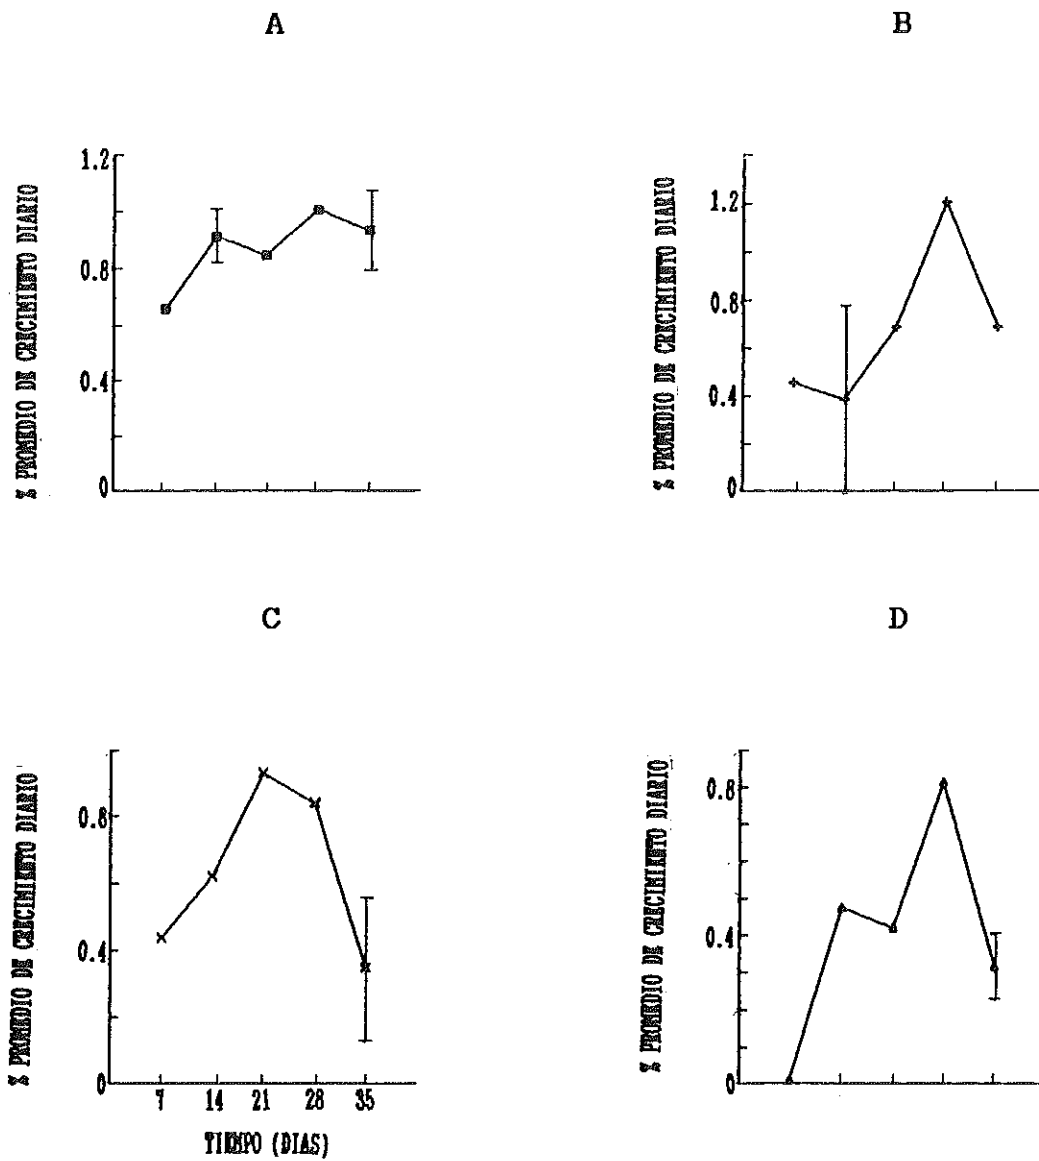 A
B
% PROMEDIO DE CRECIMIENTO DIARIO
1.2
0.8
0.4
0
% PROMEDIO DE CRECIMIENTO DIARIO
1.2
0.8
0.4
0
C
D
% PROMEDIO DE CRECIMIENTO DIARIO
0.8
0.4
0
7 14 21 28 35
TIEMPO (DIAS)
% PROMEDIO DE CRECIMIENTO DIARIO
0.8
0.4
0